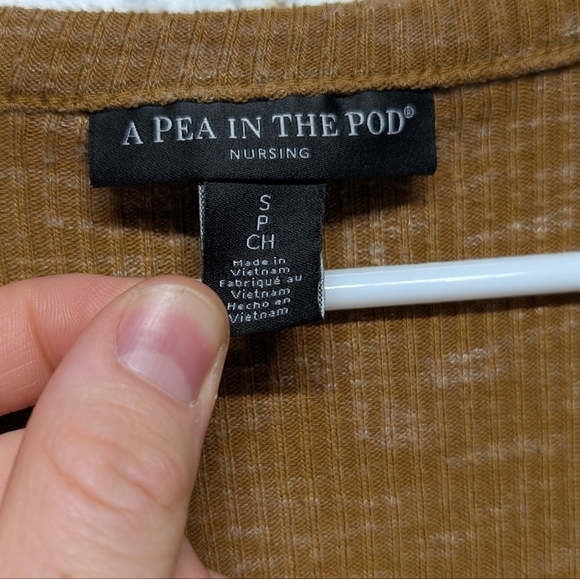 A PEA IN THE POD®
NURSING
S
P
CH
Made in
Vietnam
Fabriqué au
Vietnam
Hecho en
Vietnam